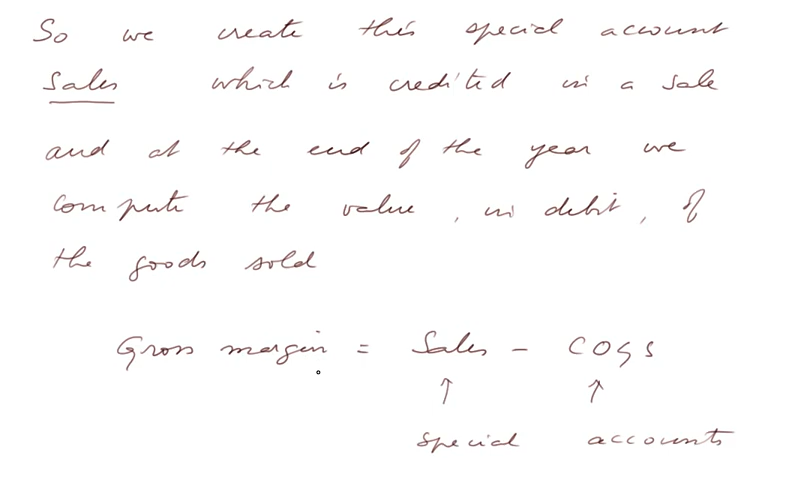 So we create this special account
Sales which is credited in a sale
and at the end of the year we
compute the value, in debit, of
the goods sold
Gross margin = Sales - COGS
↑ ↑
special accounts